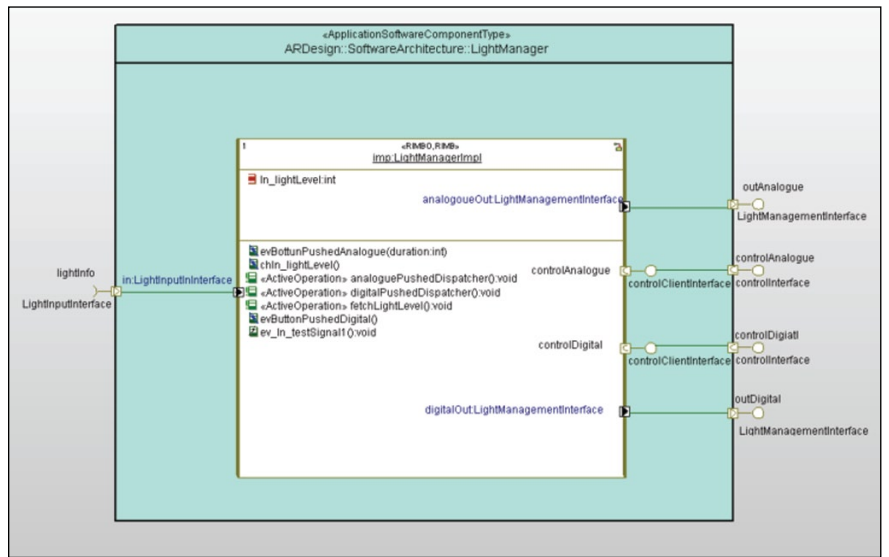 «ApplicationSoftwareComponentType»
ARDesign::SoftwareArchitecture::LightManager
1
«RIMBO,RIMB»
imp:LightManagerImpl
In_lightLevel:int
analogoueOut:LightManagementInterface
evBottunPushedAnalogue(duration:int)
chIn_lightLevel()
«ActiveOperation» analoguePushedDispatcher():void
«ActiveOperation» digitalPushedDispatcher():void
«ActiveOperation» fetchLightLevel():void
evButtonPushedDigital()
ev_In_testSignal1():void
lightInfo
LightInputInterface
in:LightInputInInterface
controlAnalogue
controlDigital
digitalOut:LightManagementInterface
outAnalogue
LightManagementInterface
controlAnalogue
controlClientInterface
controlInterface
controlDigiatl
controlClientInterface
controlInterface
outDigital
LightManagementInterface